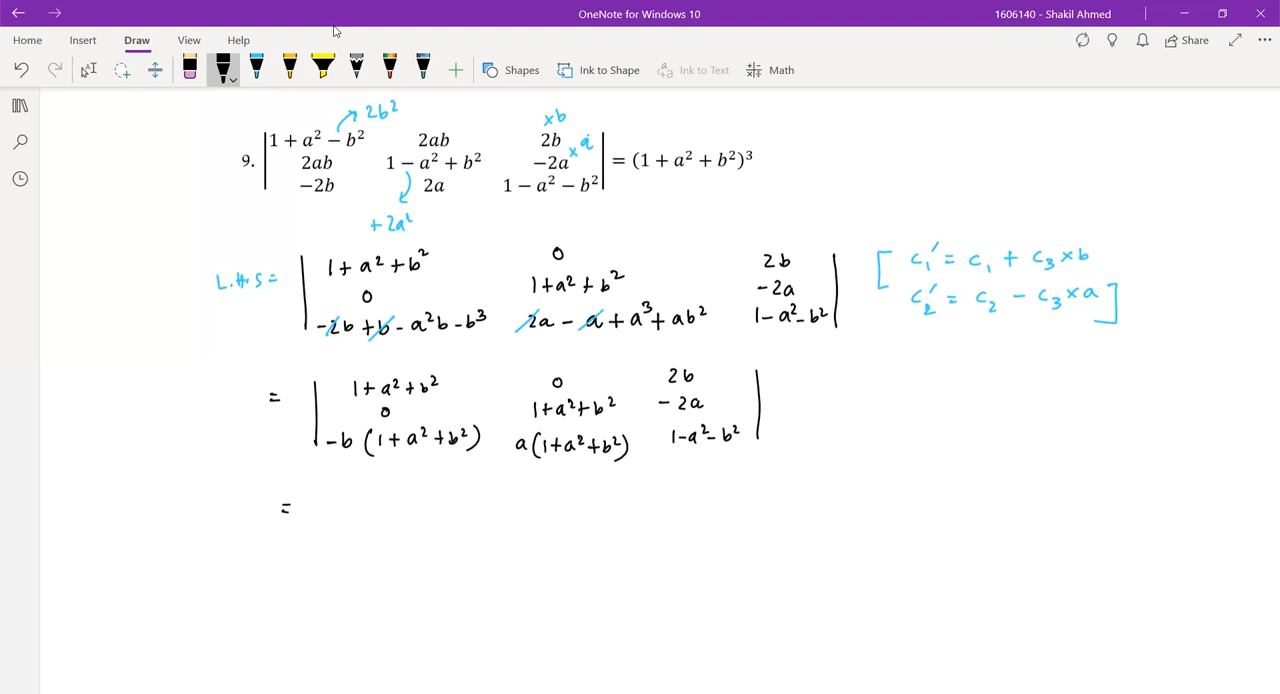 OneNote for Windows 10
1606140 - Shakil Ahmed
Home Insert Draw View Help
Share
Shapes Ink to Shape Ink to Text Math
2b² ×b
9. |1 + a² − b² 2ab 2b| = (1 + a² + b²)³
|2ab 1 − a² + b² −2a| ×a
|−2b 2a 1 − a² − b²|
+2a²
L.H.S = | 1 + a² + b² 0 2b | [ c₁′ = c₁ + c₃ × b
| 0 1 + a² + b² −2a | c₂′ = c₂ − c₃ × a ]
| −2b + b − a²b − b³ 2a − a + a³ + ab² 1 − a² − b² |
= | 1 + a² + b² 0 2b |
| 0 1 + a² + b² −2a |
| −b (1 + a² + b²) a(1 + a² + b²) 1 − a² − b² |
=